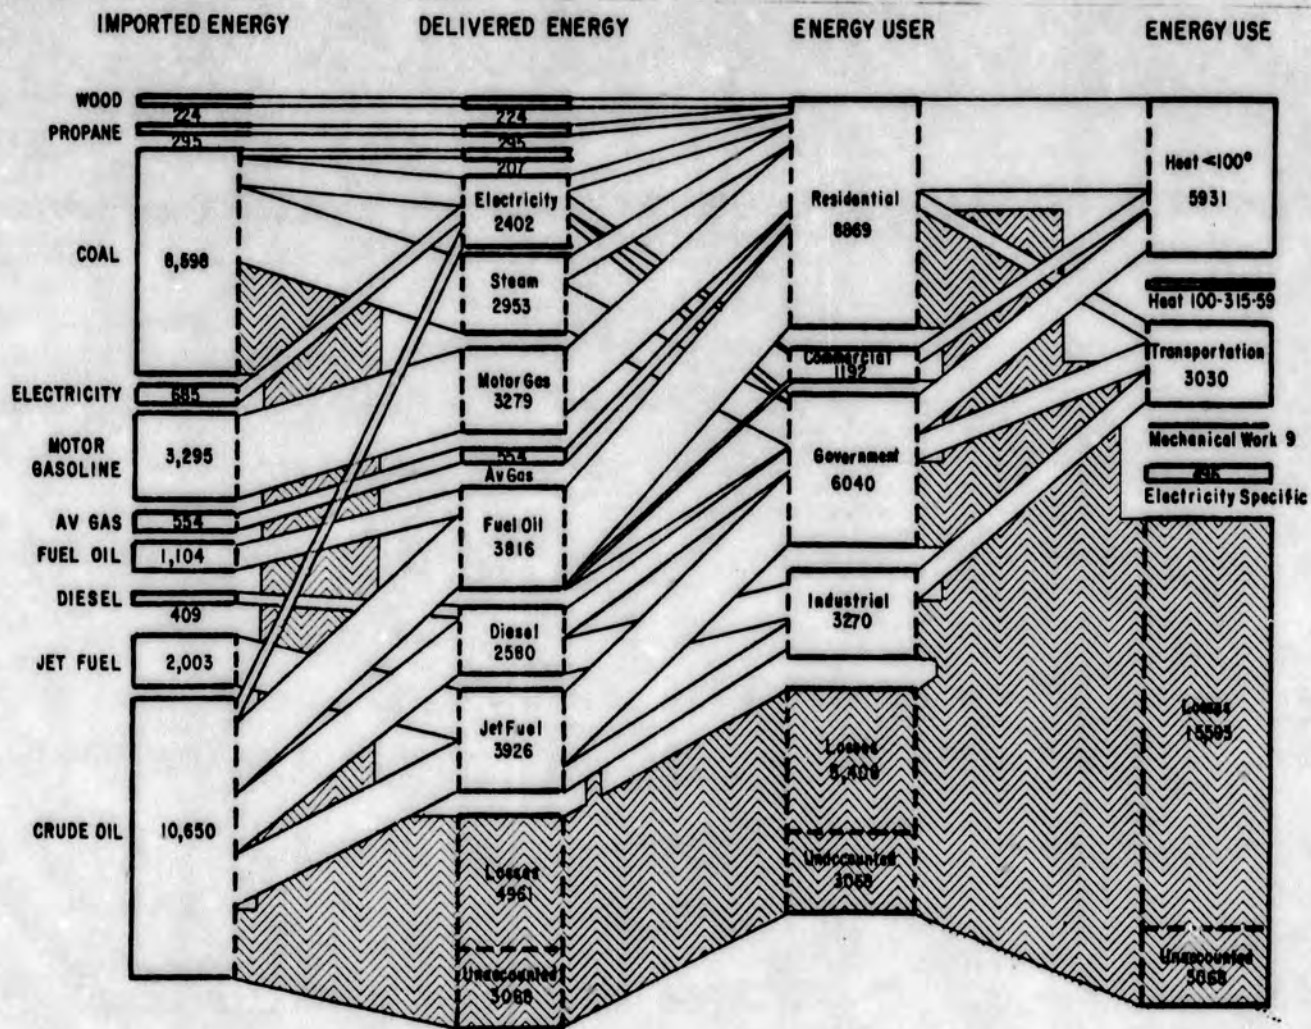 IMPORTED ENERGY
DELIVERED ENERGY
ENERGY USER
ENERGY USE
WOOD
224
PROPANE
295
COAL
8,698
ELECTRICITY
685
MOTOR
GASOLINE
3,295
AV GAS
554
FUEL OIL
1,104
DIESEL
409
JET FUEL
2,003
CRUDE OIL
10,650
224
295
207
Electricity
2402
Steam
2953
Motor Gas
3279
554
Av Gas
Fuel Oil
3816
Diesel
2580
Jet Fuel
3926
Losses
4961
Unaccounted
3068
Residential
8869
Commercial
1192
Government
6040
Industrial
3270
Losses
5,408
Unaccounted
3068
Heat <100°
5931
Heat 100-315-59
Transportation
3030
Mechanical Work 9
Electricity Specific
Losses
Unaccounted
3068